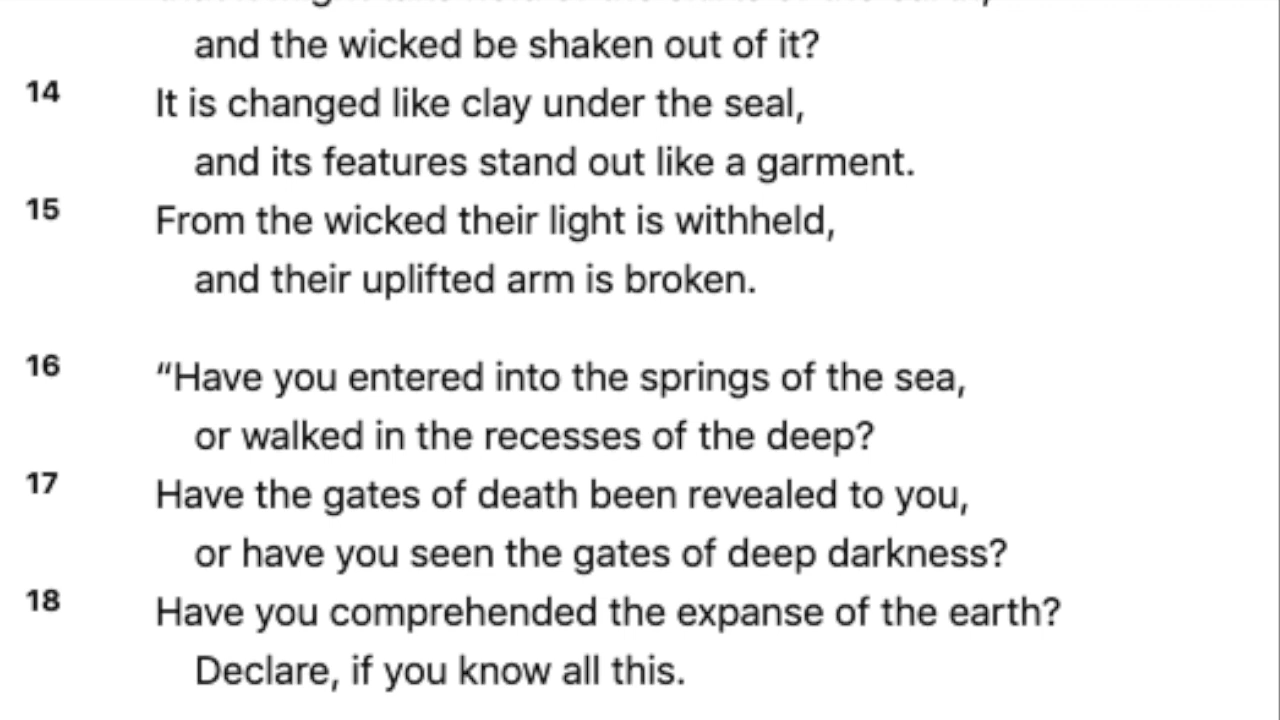 and the wicked be shaken out of it?
14 It is changed like clay under the seal,
and its features stand out like a garment.
15 From the wicked their light is withheld,
and their uplifted arm is broken.
16 “Have you entered into the springs of the sea,
or walked in the recesses of the deep?
17 Have the gates of death been revealed to you,
or have you seen the gates of deep darkness?
18 Have you comprehended the expanse of the earth?
Declare, if you know all this.